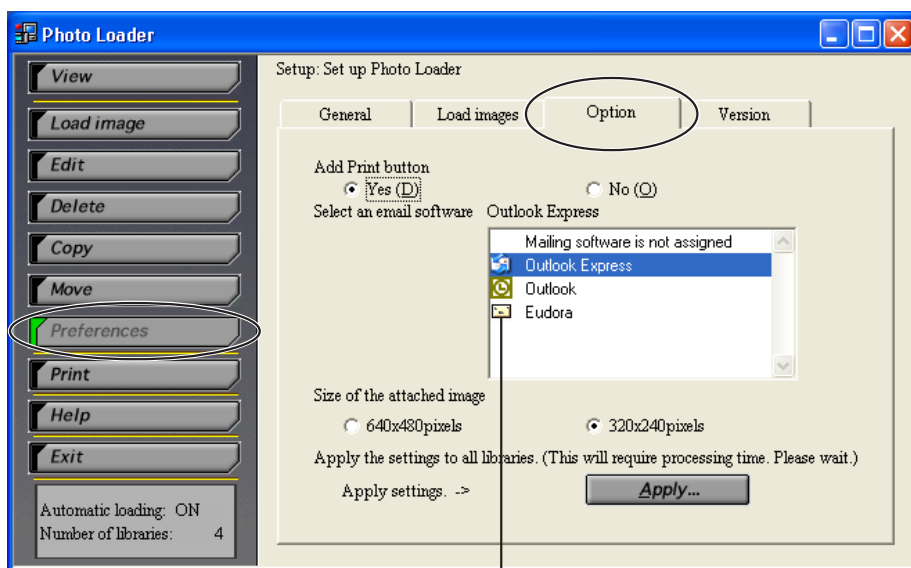 Photo Loader
View
Load image
Edit
Delete
Copy
Move
Preferences
Print
Help
Exit
Automatic loading: ON
Number of libraries: 4
Setup: Set up Photo Loader
General Load images Option Version
Add Print button
Yes (D) No (O)
Select an email software Outlook Express
Mailing software is not assigned
Outlook Express
Outlook
Eudora
Size of the attached image
640x480pixels 320x240pixels
Apply the settings to all libraries. (This will require processing time. Please wait.)
Apply settings. -> Apply...